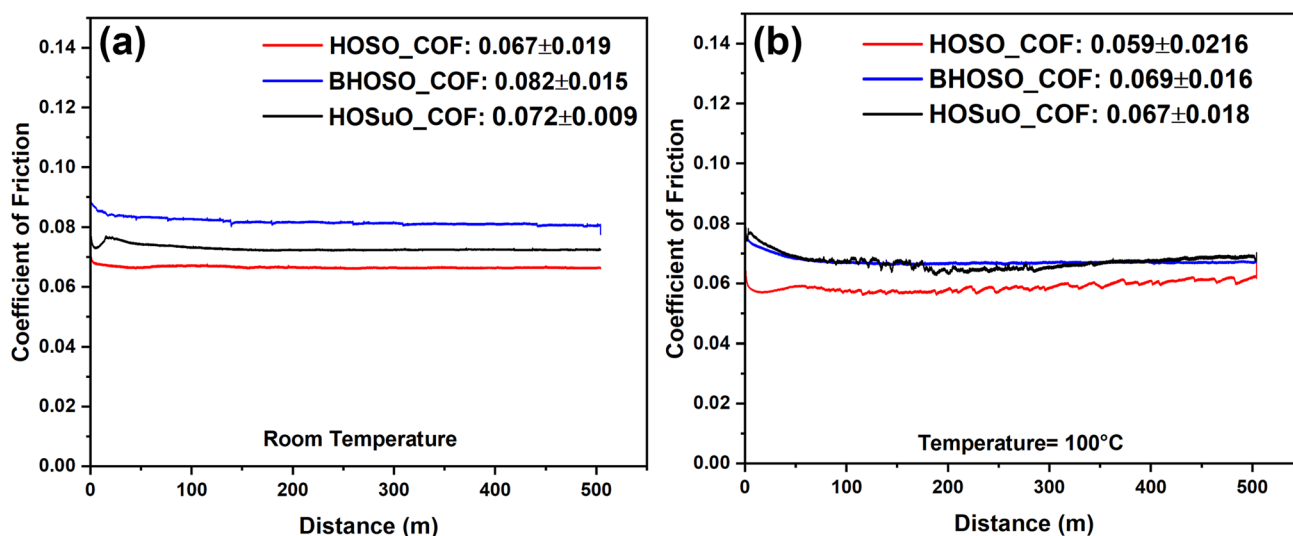 (a)
HOSO_COF: 0.067±0.019
BHOSO_COF: 0.082±0.015
HOSuO_COF: 0.072±0.009
Coefficient of Friction
0.14
0.12
0.10
0.08
0.06
0.04
0.02
0.00
Room Temperature
0 100 200 300 400 500
Distance (m)
(b)
HOSO_COF: 0.059±0.0216
BHOSO_COF: 0.069±0.016
HOSuO_COF: 0.067±0.018
Coefficient of Friction
0.14
0.12
0.10
0.08
0.06
0.04
0.02
0.00
Temperature= 100°C
0 100 200 300 400 500
Distance (m)